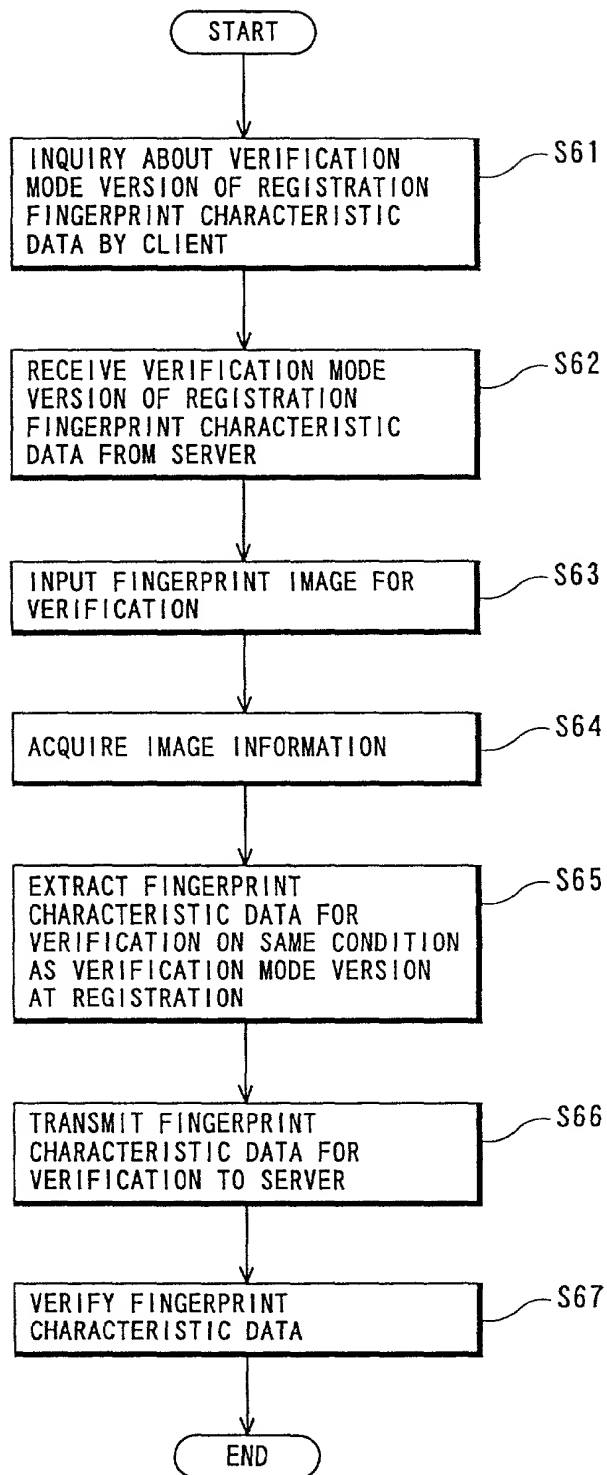 START
INQUIRY ABOUT VERIFICATION
MODE VERSION OF REGISTRATION
FINGERPRINT CHARACTERISTIC
DATA BY CLIENT
S61
RECEIVE VERIFICATION MODE
VERSION OF REGISTRATION
FINGERPRINT CHARACTERISTIC
DATA FROM SERVER
S62
INPUT FINGERPRINT IMAGE FOR
VERIFICATION
S63
ACQUIRE IMAGE INFORMATION
S64
EXTRACT FINGERPRINT
CHARACTERISTIC DATA FOR
VERIFICATION ON SAME CONDITION
AS VERIFICATION MODE VERSION
AT REGISTRATION
S65
TRANSMIT FINGERPRINT
CHARACTERISTIC DATA FOR
VERIFICATION TO SERVER
S66
VERIFY FINGERPRINT
CHARACTERISTIC DATA
S67
END